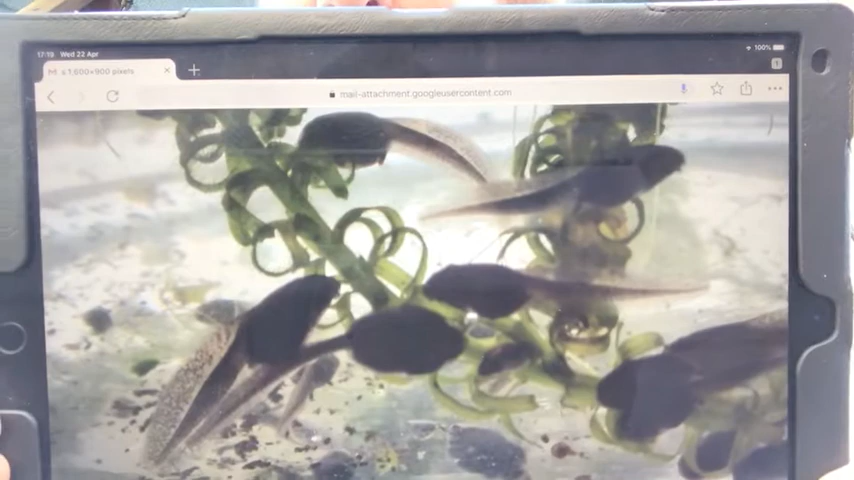 17:19 Wed 22 Apr
100%
s 1,600×900 pixels
mail-attachment.googleusercontent.com